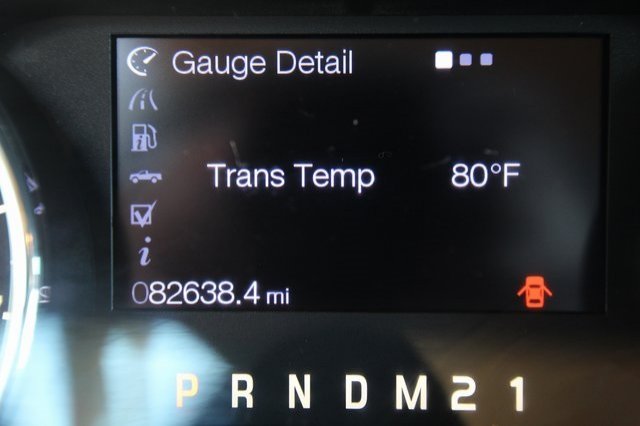 Gauge Detail
Trans Temp 80°F
082638.4 mi
P R N D M 2 1